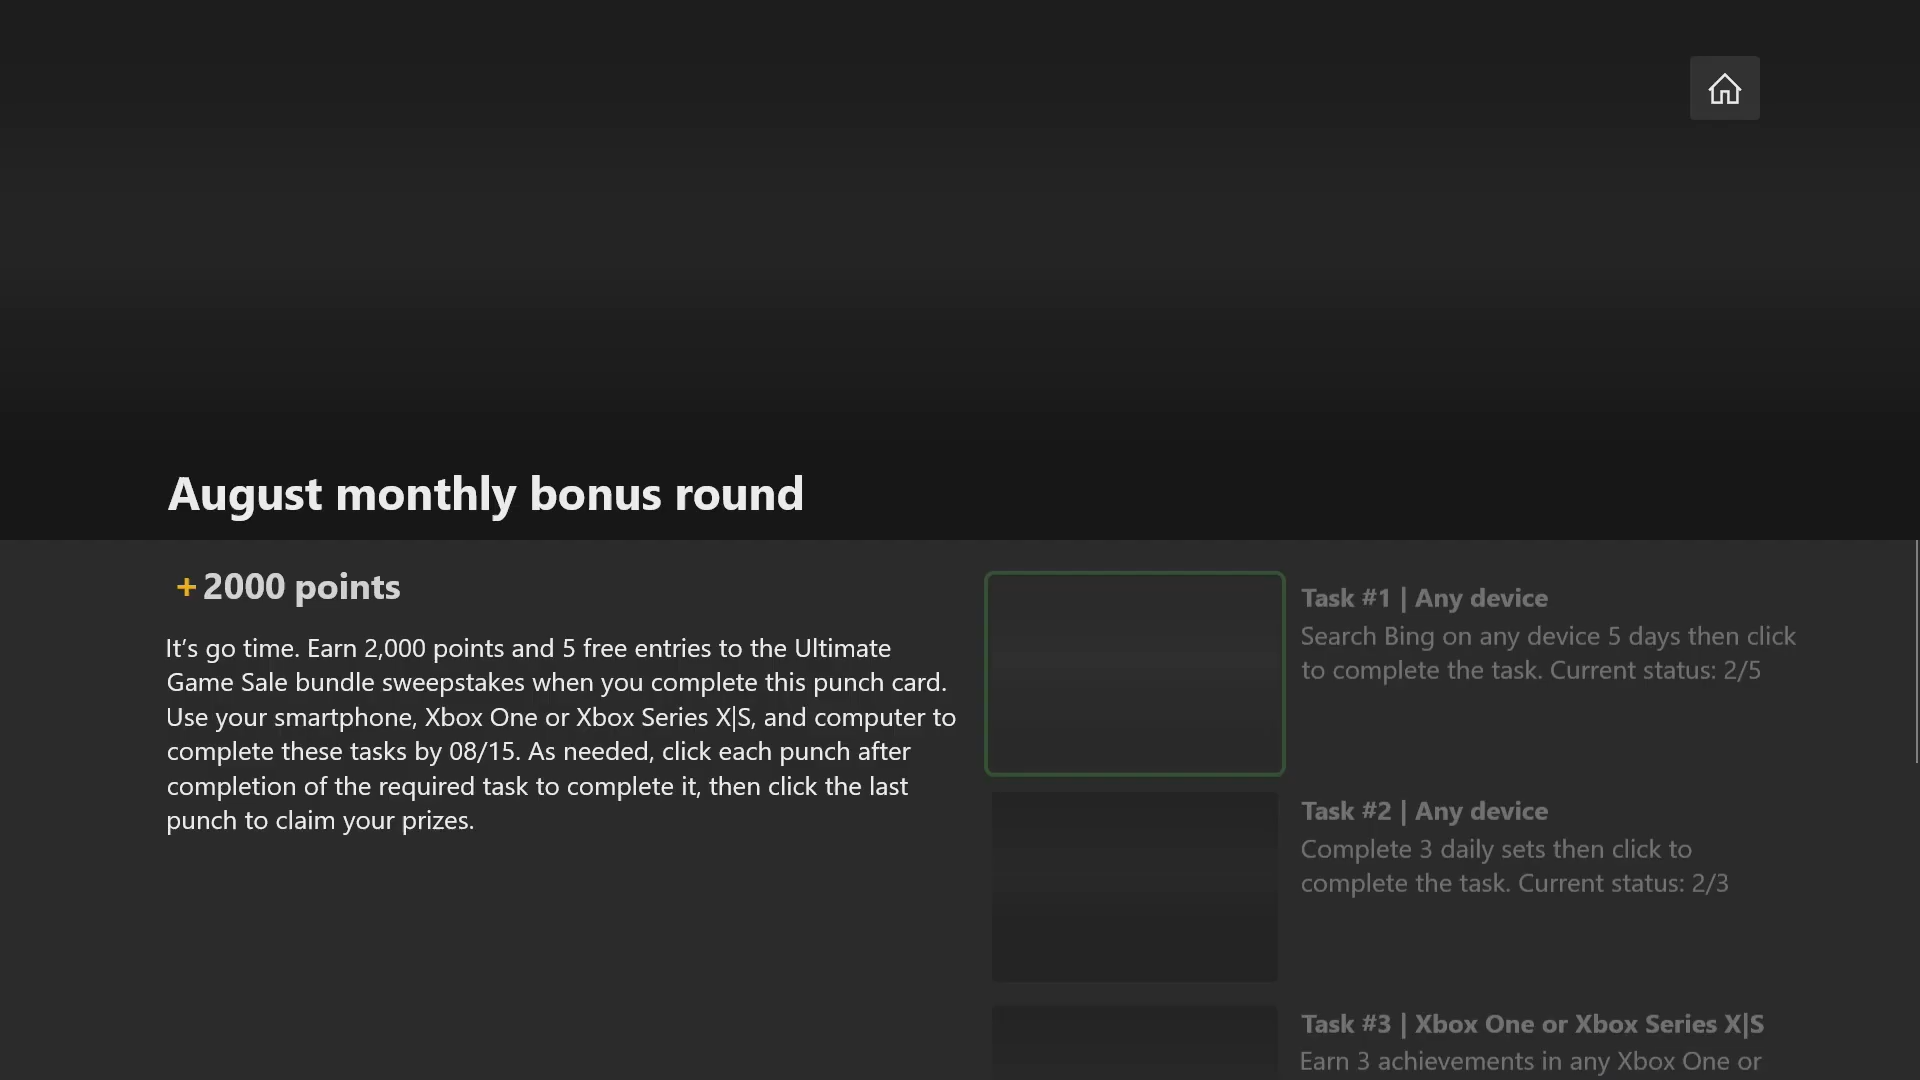 August monthly bonus round
+2000 points
It’s go time. Earn 2,000 points and 5 free entries to the Ultimate
Game Sale bundle sweepstakes when you complete this punch card.
Use your smartphone, Xbox One or Xbox Series X|S, and computer to
complete these tasks by 08/15. As needed, click each punch after
completion of the required task to complete it, then click the last
punch to claim your prizes.
Task #1 | Any device
Search Bing on any device 5 days then click
to complete the task. Current status: 2/5
Task #2 | Any device
Complete 3 daily sets then click to
complete the task. Current status: 2/3
Task #3 | Xbox One or Xbox Series X|S
Earn 3 achievements in any Xbox One or